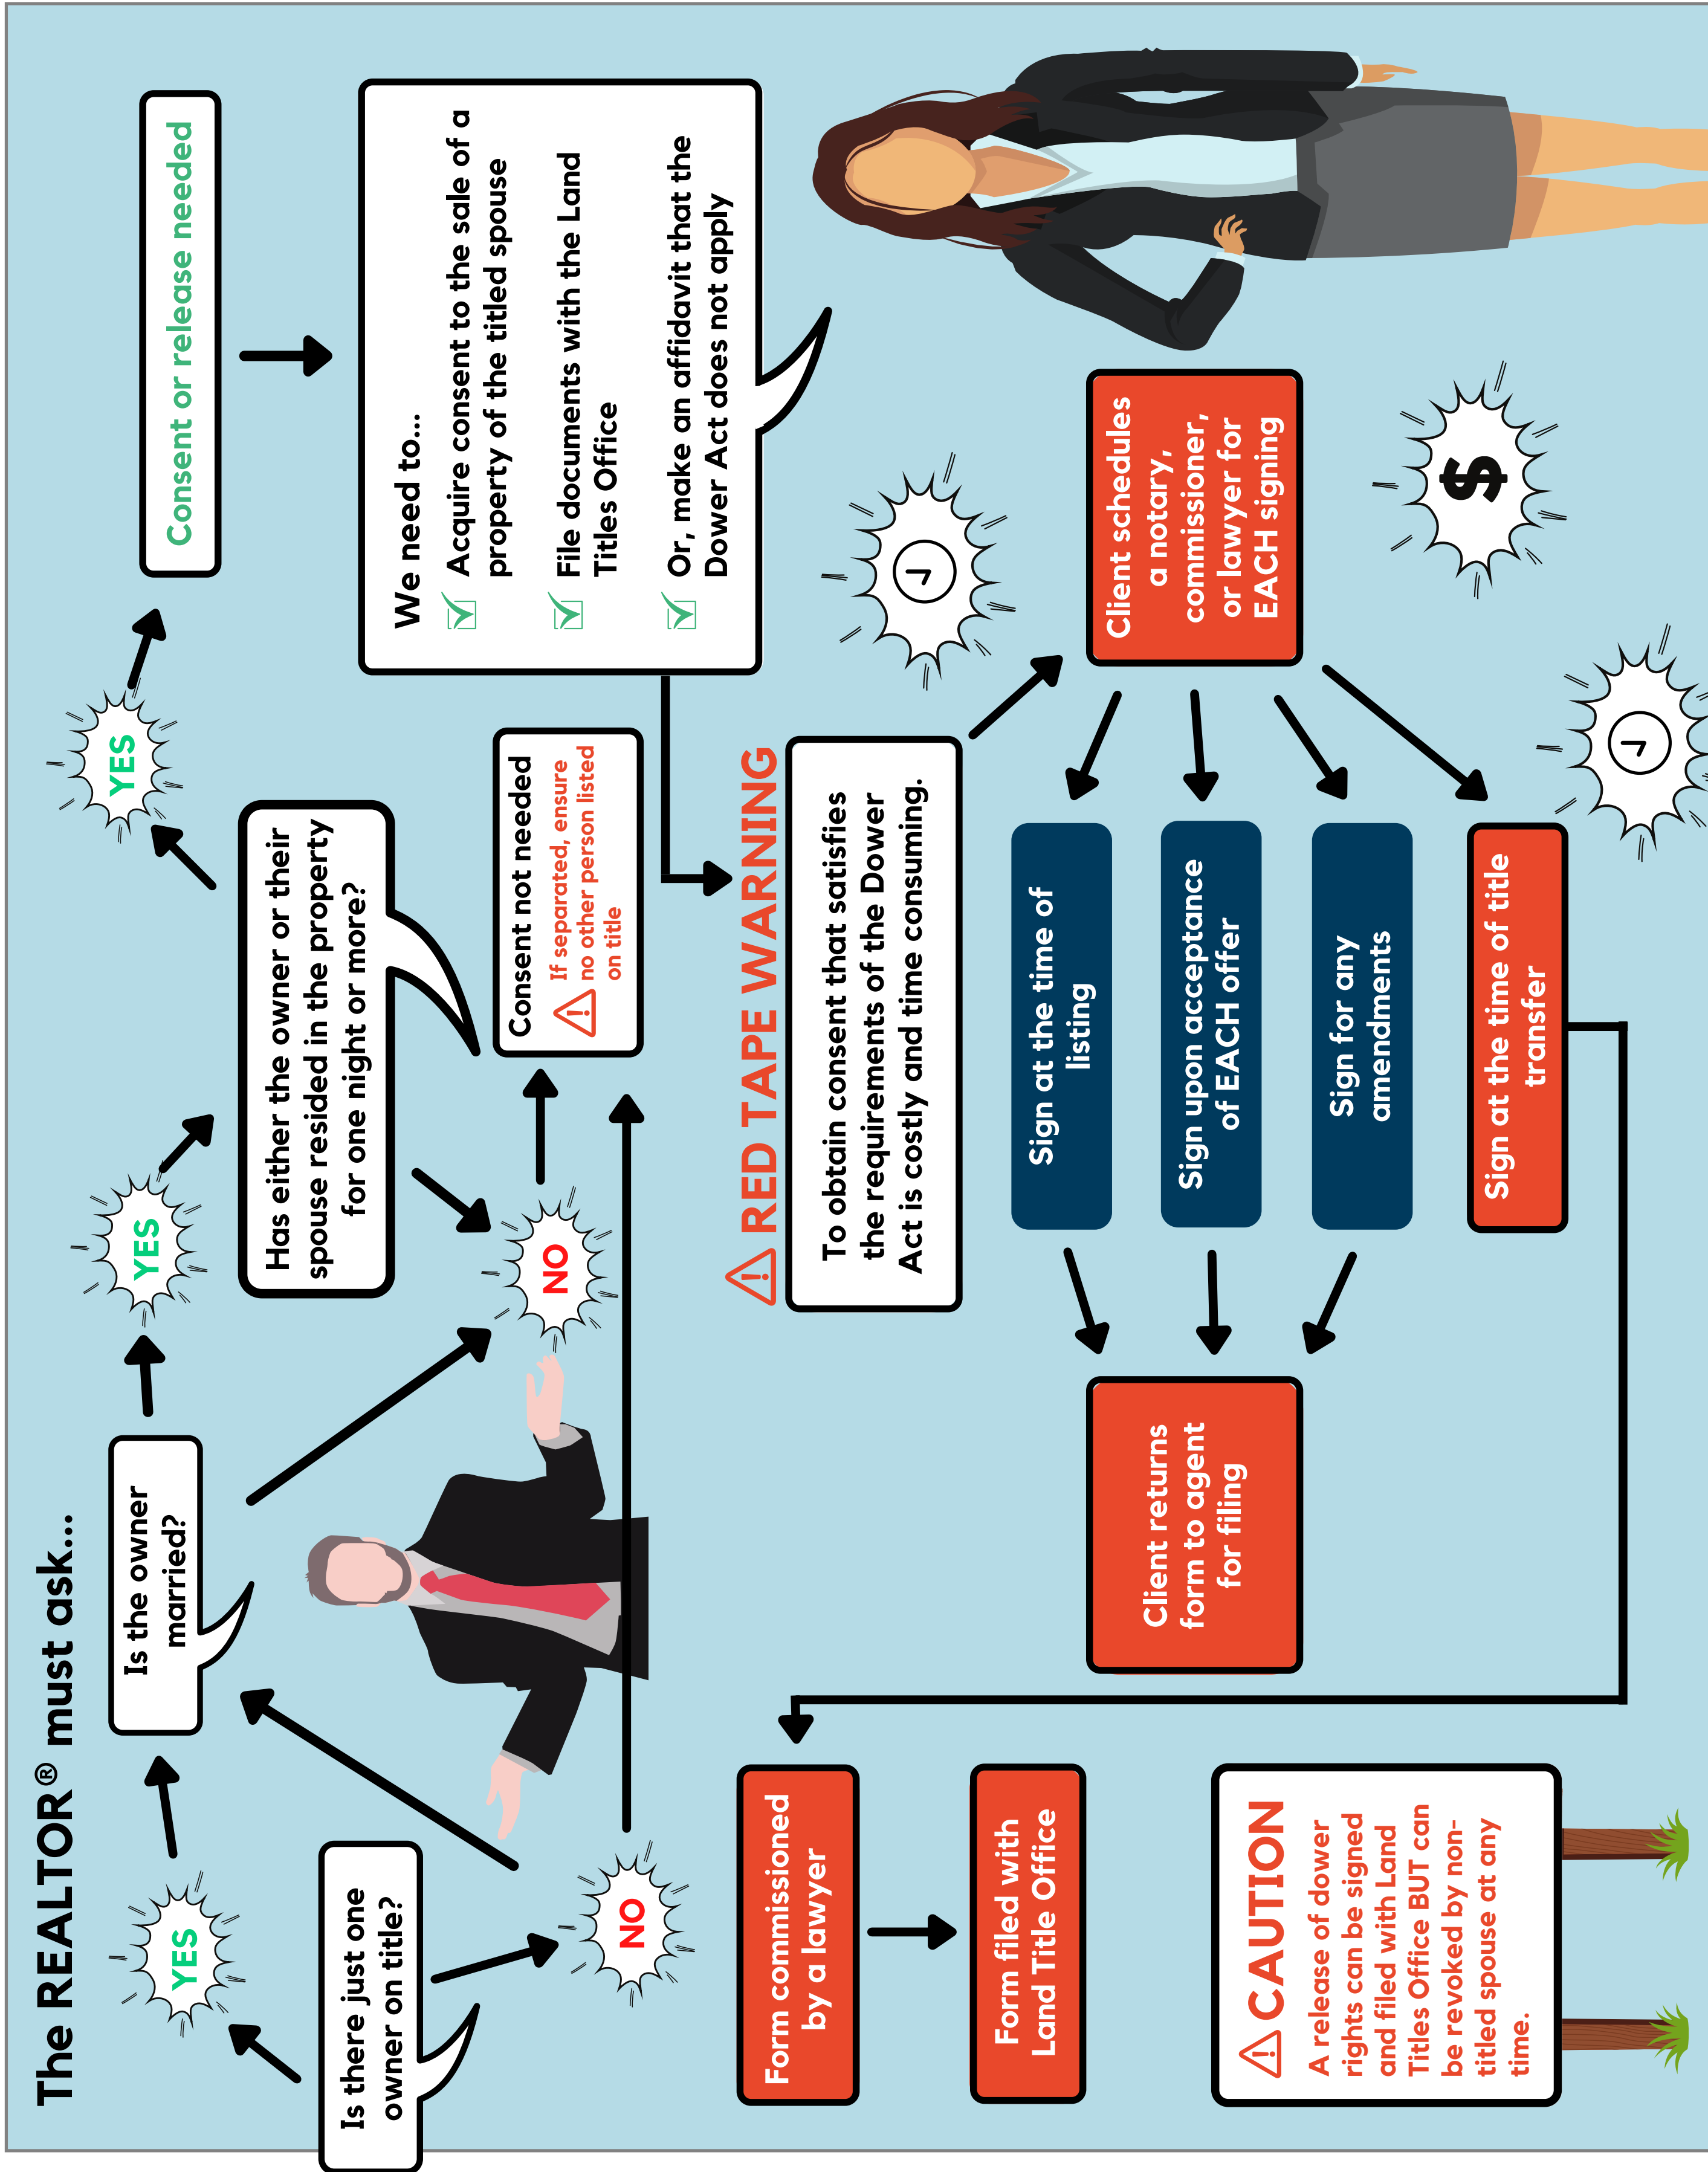 The REALTOR® must ask...
Is there just one
owner on title?
YES
NO
Is the owner
married?
YES
NO
Has either the owner or their
spouse resided in the property
for one night or more?
YES
Consent or release needed
Consent not needed
If separated, ensure
no other person listed
on title
We need to...
Acquire consent to the sale of a
property of the titled spouse
File documents with the Land
Titles Office
Or, make an affidavit that the
Dower Act does not apply
RED TAPE WARNING
To obtain consent that satisfies
the requirements of the Dower
Act is costly and time consuming.
Client schedules
a notary,
commissioner,
or lawyer for
EACH signing
$
Sign at the time of
listing
Sign upon acceptance
of EACH offer
Sign for any
amendments
Sign at the time of title
transfer
Client returns
form to agent
for filing
Form commissioned
by a lawyer
Form filed with
Land Title Office
CAUTION
A release of dower
rights can be signed
and filed with Land
Titles Office BUT can
be revoked by non-
titled spouse at any
time.